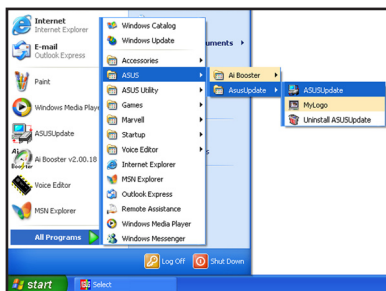 Internet
Internet Explorer
E-mail
Outlook Express
Paint
Windows Media Play
ASUSUpdate
Ai Booster v2.00.18
Voice Editor
MSN Explorer
All Programs
Windows Catalog
Windows Update
Accessories
ASUS
ASUS Utility
Games
Marvell
Startup
Voice Editor
Internet Explorer
MSN Explorer
Outlook Express
Remote Assistance
Windows Media Player
Windows Messenger
uments
s
Ai Booster
AsusUpdate
ASUSUpdate
MyLogo
Uninstall ASUSUpdate
Log Off
Shut Down
start
Select